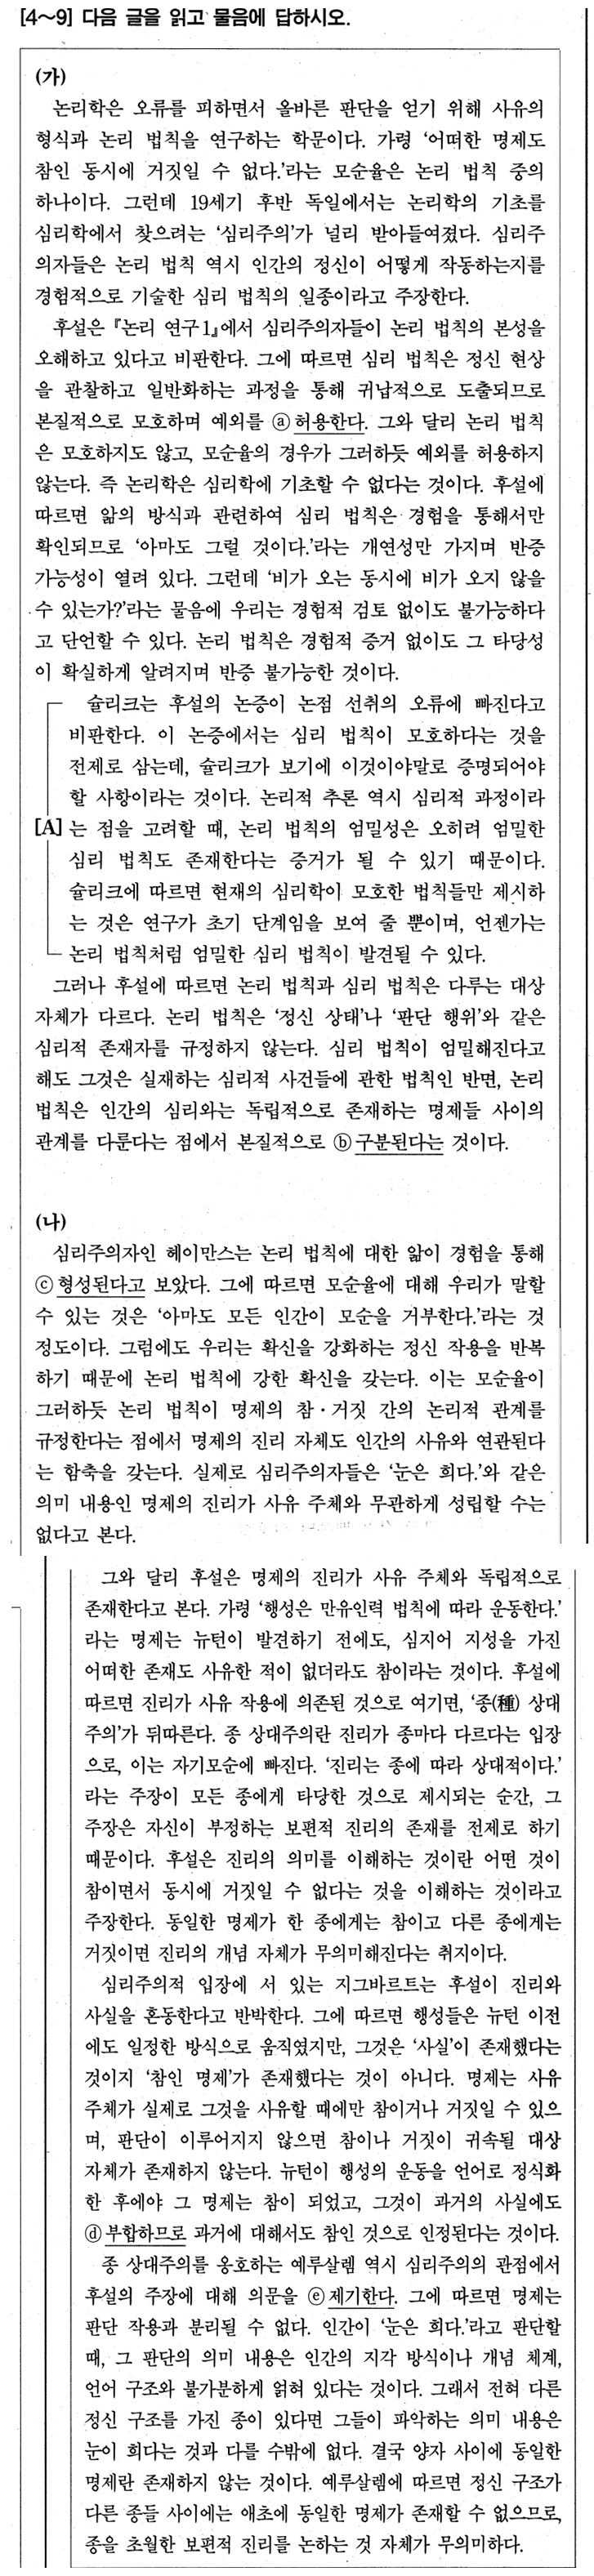 [4~9] 다음 글을 읽고 물음에 답하시오.
(가)
논리학은 오류를 피하면서 올바른 판단을 얻기 위해 사유의
형식과 논리 법칙을 연구하는 학문이다. 가령 ‘어떠한 명제도
참인 동시에 거짓일 수 없다.’라는 모순율은 논리 법칙 중의
하나이다. 그런데 19세기 후반 독일에서는 논리학의 기초를
심리학에서 찾으려는 ‘심리주의’가 널리 받아들여졌다. 심리주
의자들은 논리 법칙 역시 인간의 정신이 어떻게 작동하는지를
경험적으로 기술한 심리 법칙의 일종이라고 주장한다.
후설은 『논리 연구 1』에서 심리주의자들이 논리 법칙의 본성을
오해하고 있다고 비판한다. 그에 따르면 심리 법칙은 정신 현상
을 관찰하고 일반화하는 과정을 통해 귀납적으로 도출되므로
본질적으로 모호하며 예외를 ⓐ허용한다. 그와 달리 논리 법칙
은 모호하지도 않고, 모순율의 경우가 그러하듯 예외를 허용하지
않는다. 즉 논리학은 심리학에 기초할 수 없다는 것이다. 후설에
따르면 앎의 방식과 관련하여 심리 법칙은 경험을 통해서만
확인되므로 ‘아마도 그럴 것이다.’라는 개연성만 가지며 반증
가능성이 열려 있다. 그런데 ‘비가 오는 동시에 비가 오지 않을
수 있는가?’라는 물음에 우리는 경험적 검토 없이도 불가능하다
고 단언할 수 있다. 논리 법칙은 경험적 증거 없이도 그 타당성
이 확실하게 알려지며 반증 불가능한 것이다.
슐리크는 후설의 논증이 논점 선취의 오류에 빠진다고
비판한다. 이 논증에서는 심리 법칙이 모호하다는 것을
전제로 삼는데, 슐리크가 보기에 이것이야말로 증명되어야
할 사항이라는 것이다. 논리적 추론 역시 심리적 과정이라
[A] 는 점을 고려할 때, 논리 법칙의 엄밀성은 오히려 엄밀한
심리 법칙도 존재한다는 증거가 될 수 있기 때문이다.
슐리크에 따르면 현재의 심리학이 모호한 법칙들만 제시하
는 것은 연구가 초기 단계임을 보여 줄 뿐이며, 언젠가는
논리 법칙처럼 엄밀한 심리 법칙이 발견될 수 있다.
그러나 후설에 따르면 논리 법칙과 심리 법칙은 다루는 대상
자체가 다르다. 논리 법칙은 ‘정신 상태’나 ‘판단 행위’와 같은
심리적 존재자를 규정하지 않는다. 심리 법칙이 엄밀해진다고
해도 그것은 실재하는 심리적 사건들에 관한 법칙인 반면, 논리
법칙은 인간의 심리와는 독립적으로 존재하는 명제들 사이의
관계를 다룬다는 점에서 본질적으로 ⓑ구분된다는 것이다.
(나)
심리주의자인 헤이만스는 논리 법칙에 대한 앎이 경험을 통해
ⓒ형성된다고 보았다. 그에 따르면 모순율에 대해 우리가 말할
수 있는 것은 ‘아마도 모든 인간이 모순을 거부한다.’라는 것
정도이다. 그럼에도 우리는 확신을 강화하는 정신 작용을 반복
하기 때문에 논리 법칙에 강한 확신을 갖는다. 이는 모순율이
그러하듯 논리 법칙이 명제의 참·거짓 간의 논리적 관계를
규정한다는 점에서 명제의 진리 자체도 인간의 사유와 연관된다
는 함축을 갖는다. 실제로 심리주의자들은 ‘눈은 희다.’와 같은
의미 내용인 명제의 진리가 사유 주체와 무관하게 성립할 수는
없다고 본다.
그와 달리 후설은 명제의 진리가 사유 주체와 독립적으로
존재한다고 본다. 가령 ‘행성은 만유인력 법칙에 따라 운동한다.’
라는 명제는 뉴턴이 발견하기 전에도, 심지어 지성을 가진
어떠한 존재도 사유한 적이 없더라도 참이라는 것이다. 후설에
따르면 진리가 사유 작용에 의존된 것으로 여기면, ‘종(種) 상대
주의’가 뒤따른다. 종 상대주의란 진리가 종마다 다르다는 입장
으로, 이는 자기모순에 빠진다. ‘진리는 종에 따라 상대적이다.’
라는 주장이 모든 종에게 타당한 것으로 제시되는 순간, 그
주장은 자신이 부정하는 보편적 진리의 존재를 전제로 하기
때문이다. 후설은 진리의 의미를 이해하는 것이란 어떤 것이
참이면서 동시에 거짓일 수 없다는 것을 이해하는 것이라고
주장한다. 동일한 명제가 한 종에게는 참이고 다른 종에게는
거짓이면 진리의 개념 자체가 무의미해진다는 취지이다.
심리주의적 입장에 서 있는 지그바르트는 후설이 진리와
사실을 혼동한다고 반박한다. 그에 따르면 행성들은 뉴턴 이전
에도 일정한 방식으로 움직였지만, 그것은 ‘사실’이 존재했다는
것이지 ‘참인 명제’가 존재했다는 것이 아니다. 명제는 사유
주체가 실제로 그것을 사유할 때에만 참이거나 거짓일 수 있으
며, 판단이 이루어지지 않으면 참이나 거짓이 귀속될 대상
자체가 존재하지 않는다. 뉴턴이 행성의 운동을 언어로 정식화
한 후에야 그 명제는 참이 되었고, 그것이 과거의 사실에도
ⓓ부합하므로 과거에 대해서도 참인 것으로 인정된다는 것이다.
종 상대주의를 옹호하는 예루살렘 역시 심리주의의 관점에서
후설의 주장에 대해 의문을 ⓔ제기한다. 그에 따르면 명제는
판단 작용과 분리될 수 없다. 인간이 ‘눈은 희다.’라고 판단할
때, 그 판단의 의미 내용은 인간의 지각 방식이나 개념 체계,
언어 구조와 불가분하게 얽혀 있다는 것이다. 그래서 전혀 다른
정신 구조를 가진 종이 있다면 그들이 파악하는 의미 내용은
눈이 희다는 것과 다를 수밖에 없다. 결국 양자 사이에 동일한
명제란 존재하지 않는 것이다. 예루살렘에 따르면 정신 구조가
다른 종들 사이에는 애초에 동일한 명제가 존재할 수 없으므로,
종을 초월한 보편적 진리를 논하는 것 자체가 무의미하다.